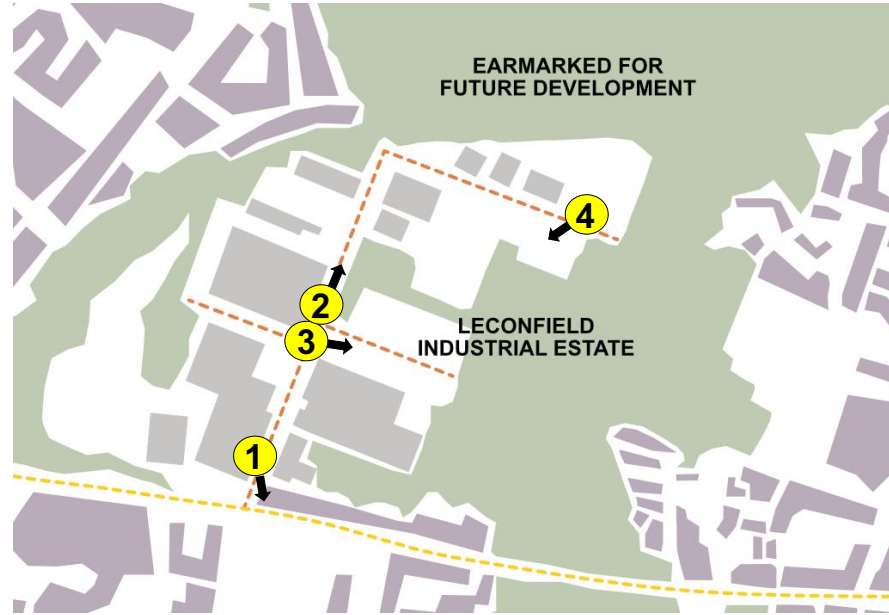 EARMARKED FOR
FUTURE DEVELOPMENT
4
2
LECONFIELD
INDUSTRIAL ESTATE
3
1